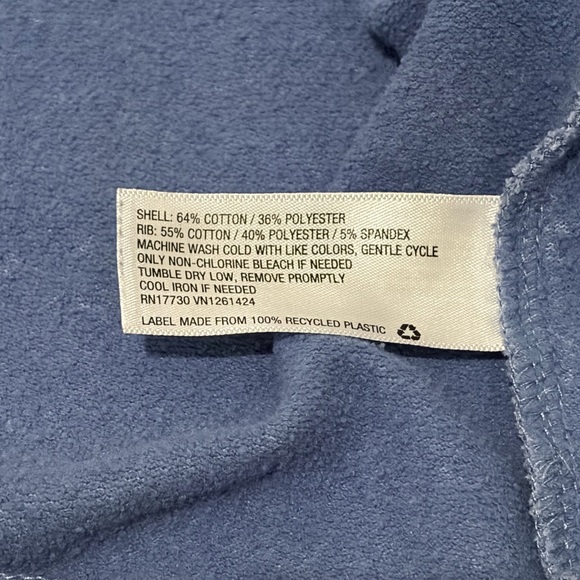 SHELL: 64% COTTON / 36% POLYESTER
RIB: 55% COTTON / 40% POLYESTER / 5% SPANDEX
MACHINE WASH COLD WITH LIKE COLORS, GENTLE CYCLE
ONLY NON-CHLORINE BLEACH IF NEEDED
TUMBLE DRY LOW, REMOVE PROMPTLY
COOL IRON IF NEEDED
RN17730 VN1261424
LABEL MADE FROM 100% RECYCLED PLASTIC